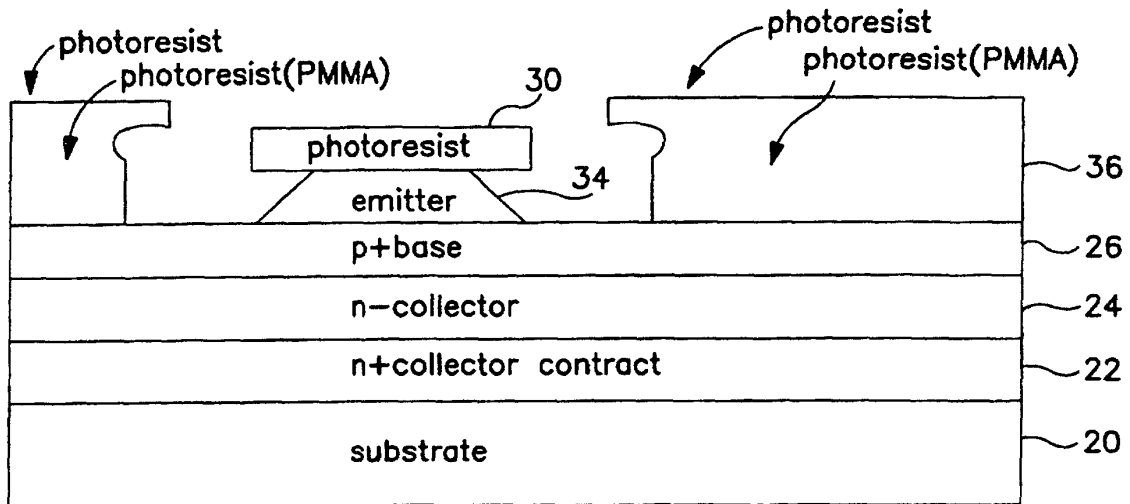 photoresist
photoresist(PMMA)
photoresist
photoresist(PMMA)
30
photoresist
34
emitter
36
p+base
26
n-collector
24
n+collector contract
22
substrate
20